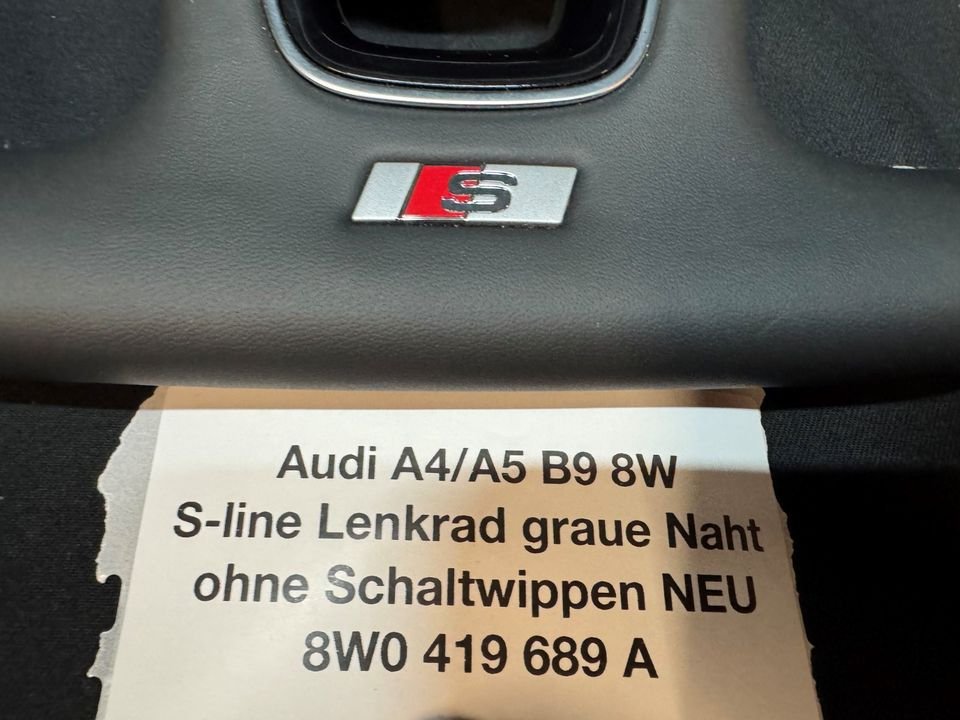 S
Audi A4/A5 B9 8W
S-line Lenkrad graue Naht
ohne Schaltwippen NEU
8W0 419 689 A